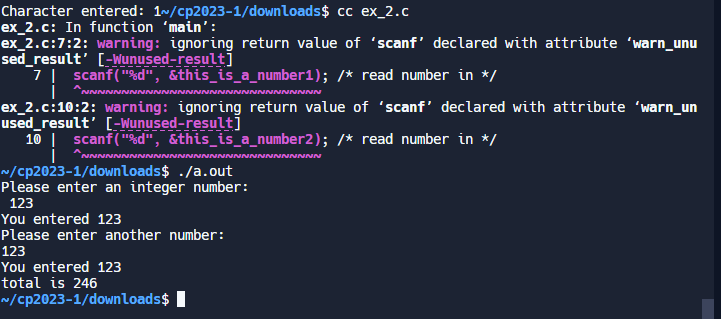 Character entered: 1~/cp2023-1/downloads$ cc ex_2.c
ex_2.c: In function ‘main’:
ex_2.c:7:2: warning: ignoring return value of ‘scanf’ declared with attribute ‘warn_unu
sed_result’ [-Wunused-result]
7 |  scanf("%d", &this_is_a_number1); /* read number in */
|  ^~~~~~~~~~~~~~~~~~~~~~~~~~~~~~~
ex_2.c:10:2: warning: ignoring return value of ‘scanf’ declared with attribute ‘warn_un
used_result’ [-Wunused-result]
10 |  scanf("%d", &this_is_a_number2); /* read number in */
|  ^~~~~~~~~~~~~~~~~~~~~~~~~~~~~~~
~/cp2023-1/downloads$ ./a.out
Please enter an integer number:
123
You entered 123
Please enter another number:
123
You entered 123
total is 246
~/cp2023-1/downloads$